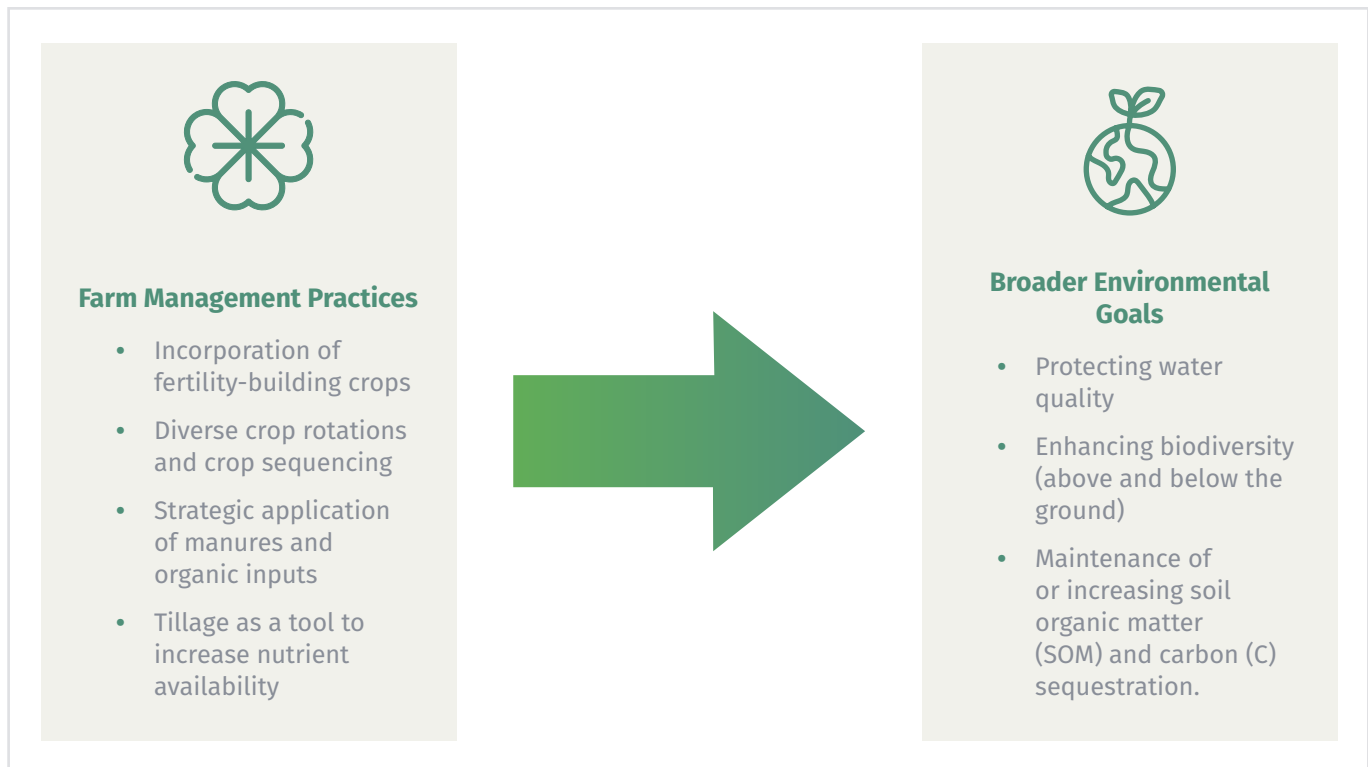 Farm Management Practices
• Incorporation of
fertility-building crops
• Diverse crop rotations
and crop sequencing
• Strategic application
of manures and
organic inputs
• Tillage as a tool to
increase nutrient
availability
Broader Environmental
Goals
• Protecting water
quality
• Enhancing biodiversity
(above and below the
ground)
• Maintenance of
or increasing soil
organic matter
(SOM) and carbon (C)
sequestration.